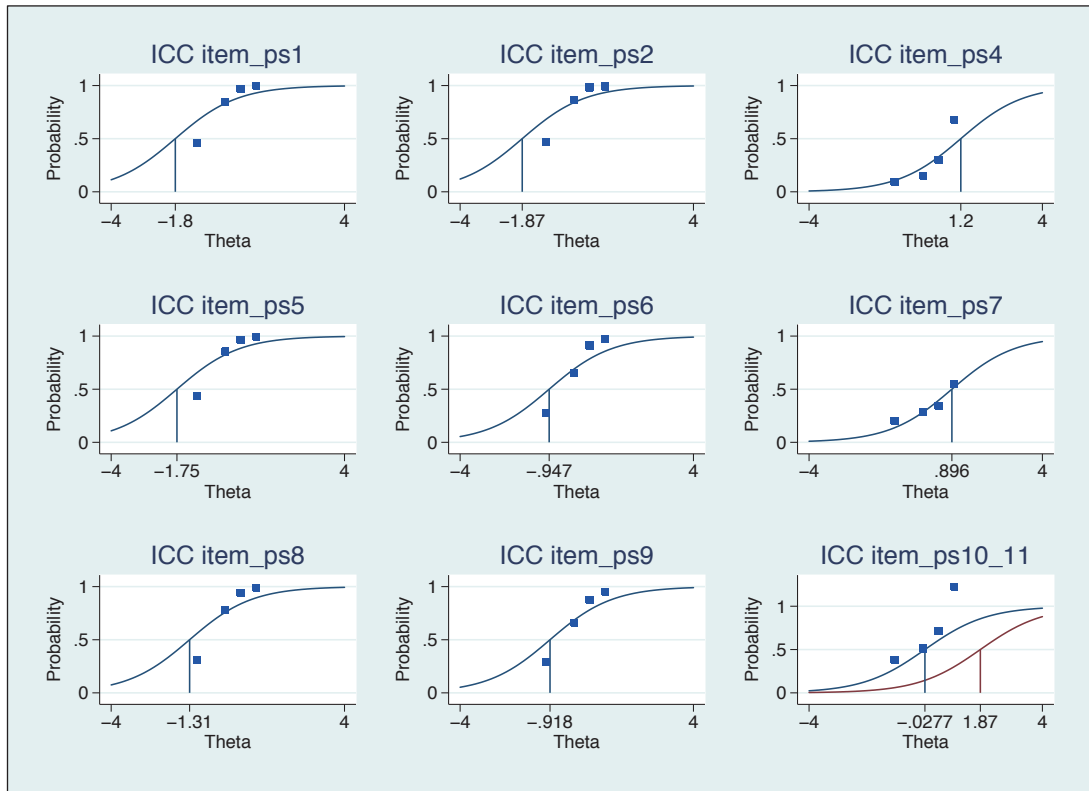 ICC item_ps1
Probability
1
.5
0
−4
−1.8
4
Theta
ICC item_ps2
Probability
1
.5
0
−4
−1.87
4
Theta
ICC item_ps4
Probability
1
.5
0
−4
1.2
4
Theta
ICC item_ps5
Probability
1
.5
0
−4
−1.75
4
Theta
ICC item_ps6
Probability
1
.5
0
−4
−.947
4
Theta
ICC item_ps7
Probability
1
.5
0
−4
.896
4
Theta
ICC item_ps8
Probability
1
.5
0
−4
−1.31
4
Theta
ICC item_ps9
Probability
1
.5
0
−4
−.918
4
Theta
ICC item_ps10_11
Probability
1
.5
0
−4
−.0277
1.87
4
Theta